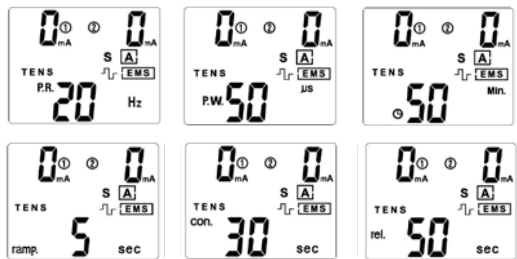 0 mA ① ② 0 mA
S A
TENS EMS
P.R. 20 Hz
0 mA ① ② 0 mA
S A
TENS EMS
P.W. 50 µs
0 mA ① ② 0 mA
S A
TENS EMS
50 Min.
0 mA ① ② 0 mA
S A
TENS EMS
ramp. 5 sec
0 mA ① ② 0 mA
S A
TENS EMS
con. 30 sec
0 mA ① ② 0 mA
S A
TENS EMS
rel. 50 sec